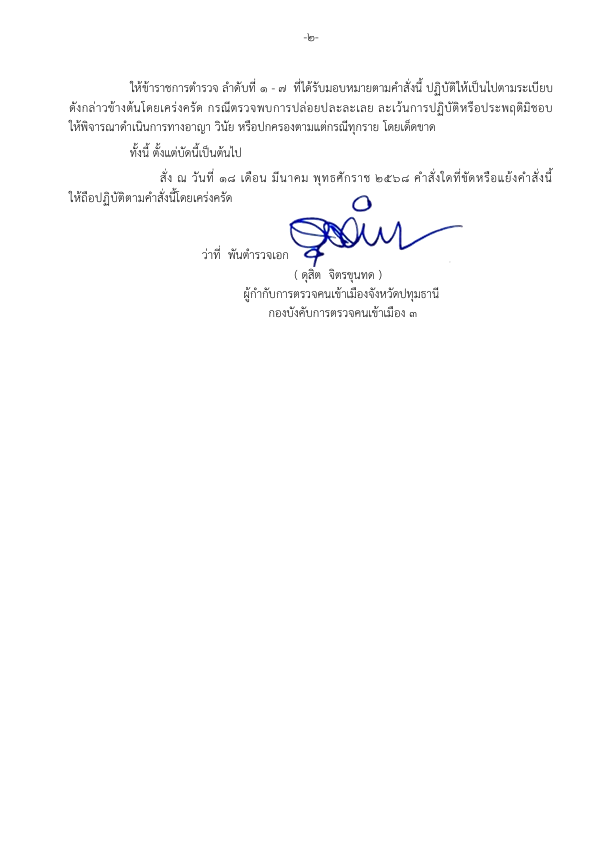 -๒-
ให้ข้าราชการตำรวจ ลำดับที่ ๑ - ๗ ที่ได้รับมอบหมายตามคำสั่งนี้ ปฏิบัติให้เป็นไปตามระเบียบ
ดังกล่าวข้างต้นโดยเคร่งครัด กรณีตรวจพบการปล่อยปละละเลย ละเว้นการปฏิบัติหรือประพฤติมิชอบ
ให้พิจารณาดำเนินการทางอาญา วินัย หรือปกครองตามแต่กรณีทุกราย โดยเด็ดขาด
ทั้งนี้ ตั้งแต่บัดนี้เป็นต้นไป
สั่ง ณ วันที่ ๑๘ เดือน มีนาคม พุทธศักราช ๒๕๖๘ คำสั่งใดที่ขัดหรือแย้งคำสั่งนี้
ให้ถือปฏิบัติตามคำสั่งนี้โดยเคร่งครัด
ว่าที่ พันตำรวจเอก
( ดุสิต จิตรขุนทด )
ผู้กำกับการตรวจคนเข้าเมืองจังหวัดปทุมธานี
กองบังคับการตรวจคนเข้าเมือง ๓